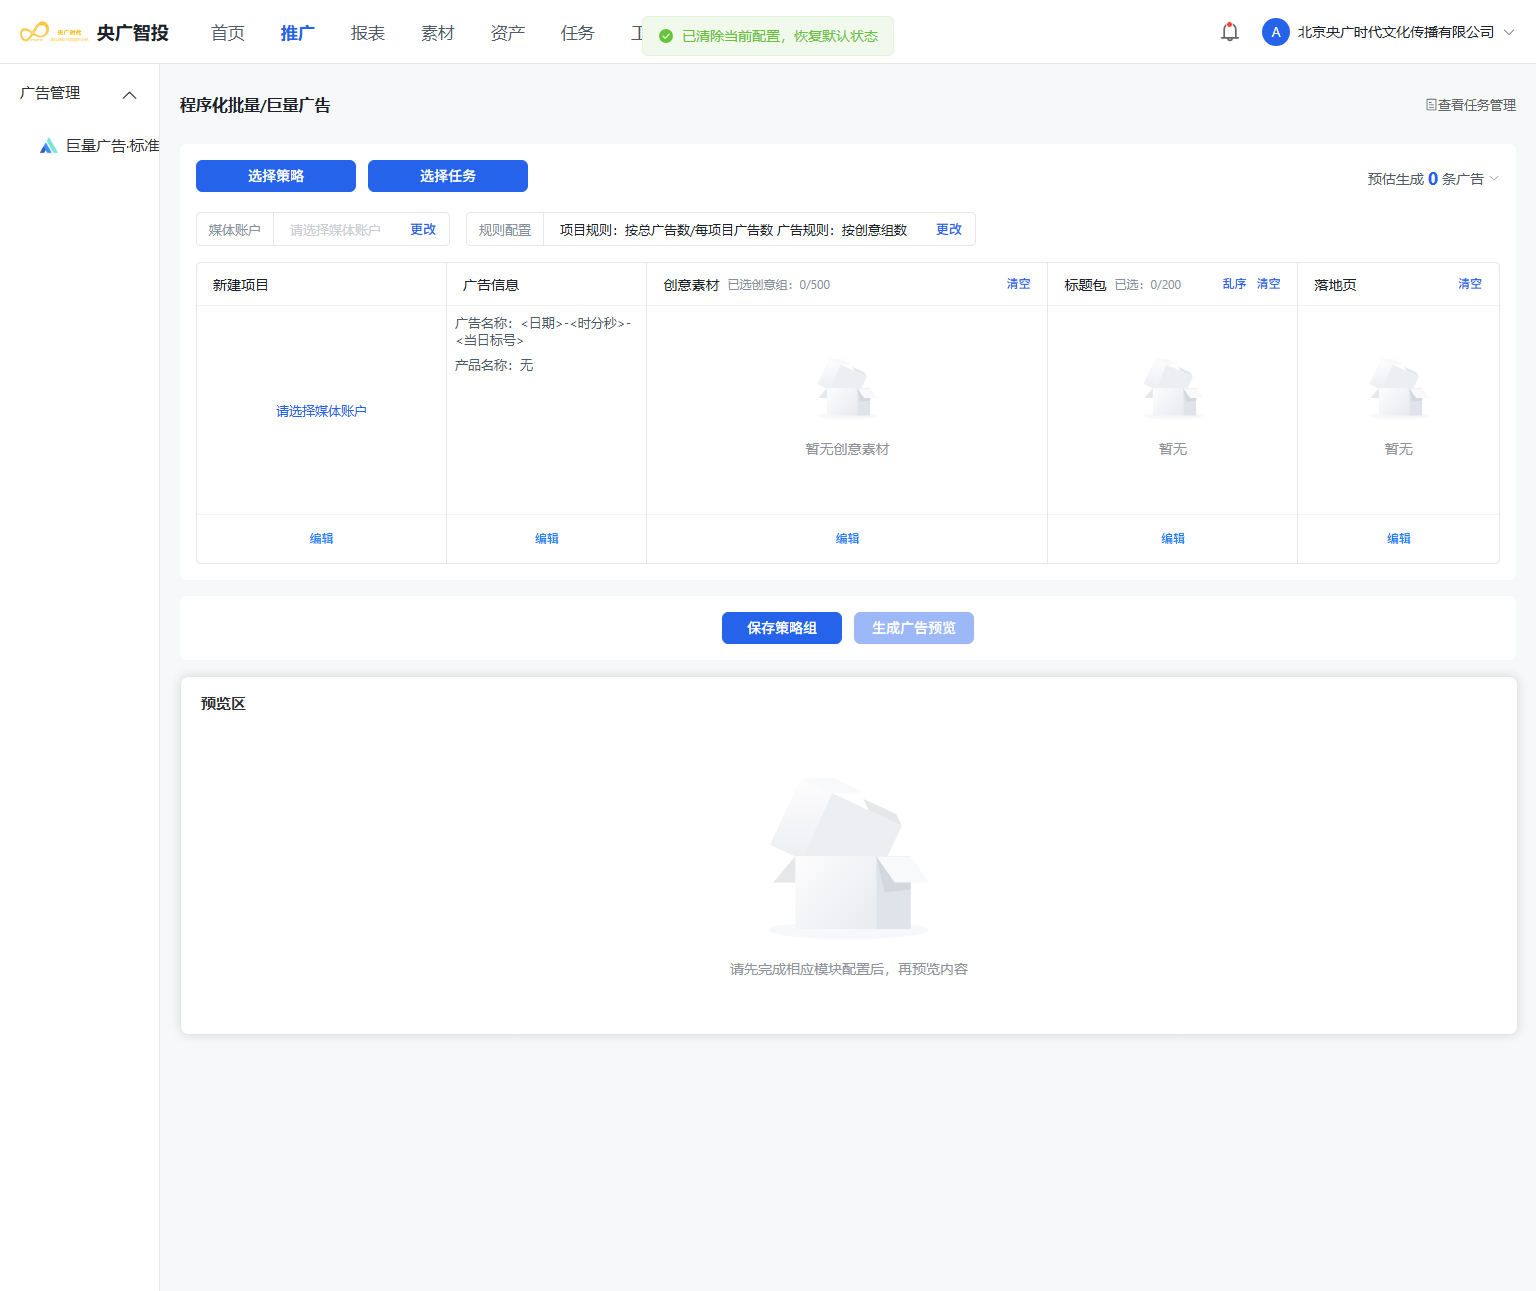 央广时代
央广智投
首页
推广
报表
素材
资产
任务
已清除当前配置，恢复默认状态
A
北京央广时代文化传播有限公司
广告管理
巨量广告·标准
程序化批量/巨量广告
查看任务管理
选择策略
选择任务
预估生成 0 条广告
媒体账户
请选择媒体账户
更改
规则配置
项目规则：按总广告数/每项目广告数 广告规则：按创意组数
更改
新建项目
广告信息
创意素材 已选创意组：0/500
清空
标题包 已选：0/200
乱序
清空
落地页
清空
请选择媒体账户
广告名称：<日期>-<时分秒>-
<当日标号>
产品名称：无
暂无创意素材
暂无
暂无
编辑
编辑
编辑
编辑
编辑
保存策略组
生成广告预览
预览区
请先完成相应模块配置后，再预览内容